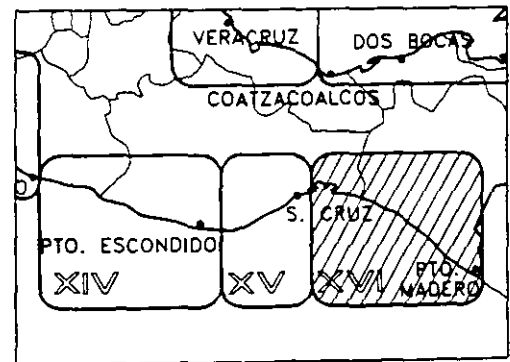 VERACRUZ
DOS BOCAS
COATZACOALCOS
S. CRUZ
PTO. ESCONDIDO
PTO.
MADERO
XIV
XV
XVI